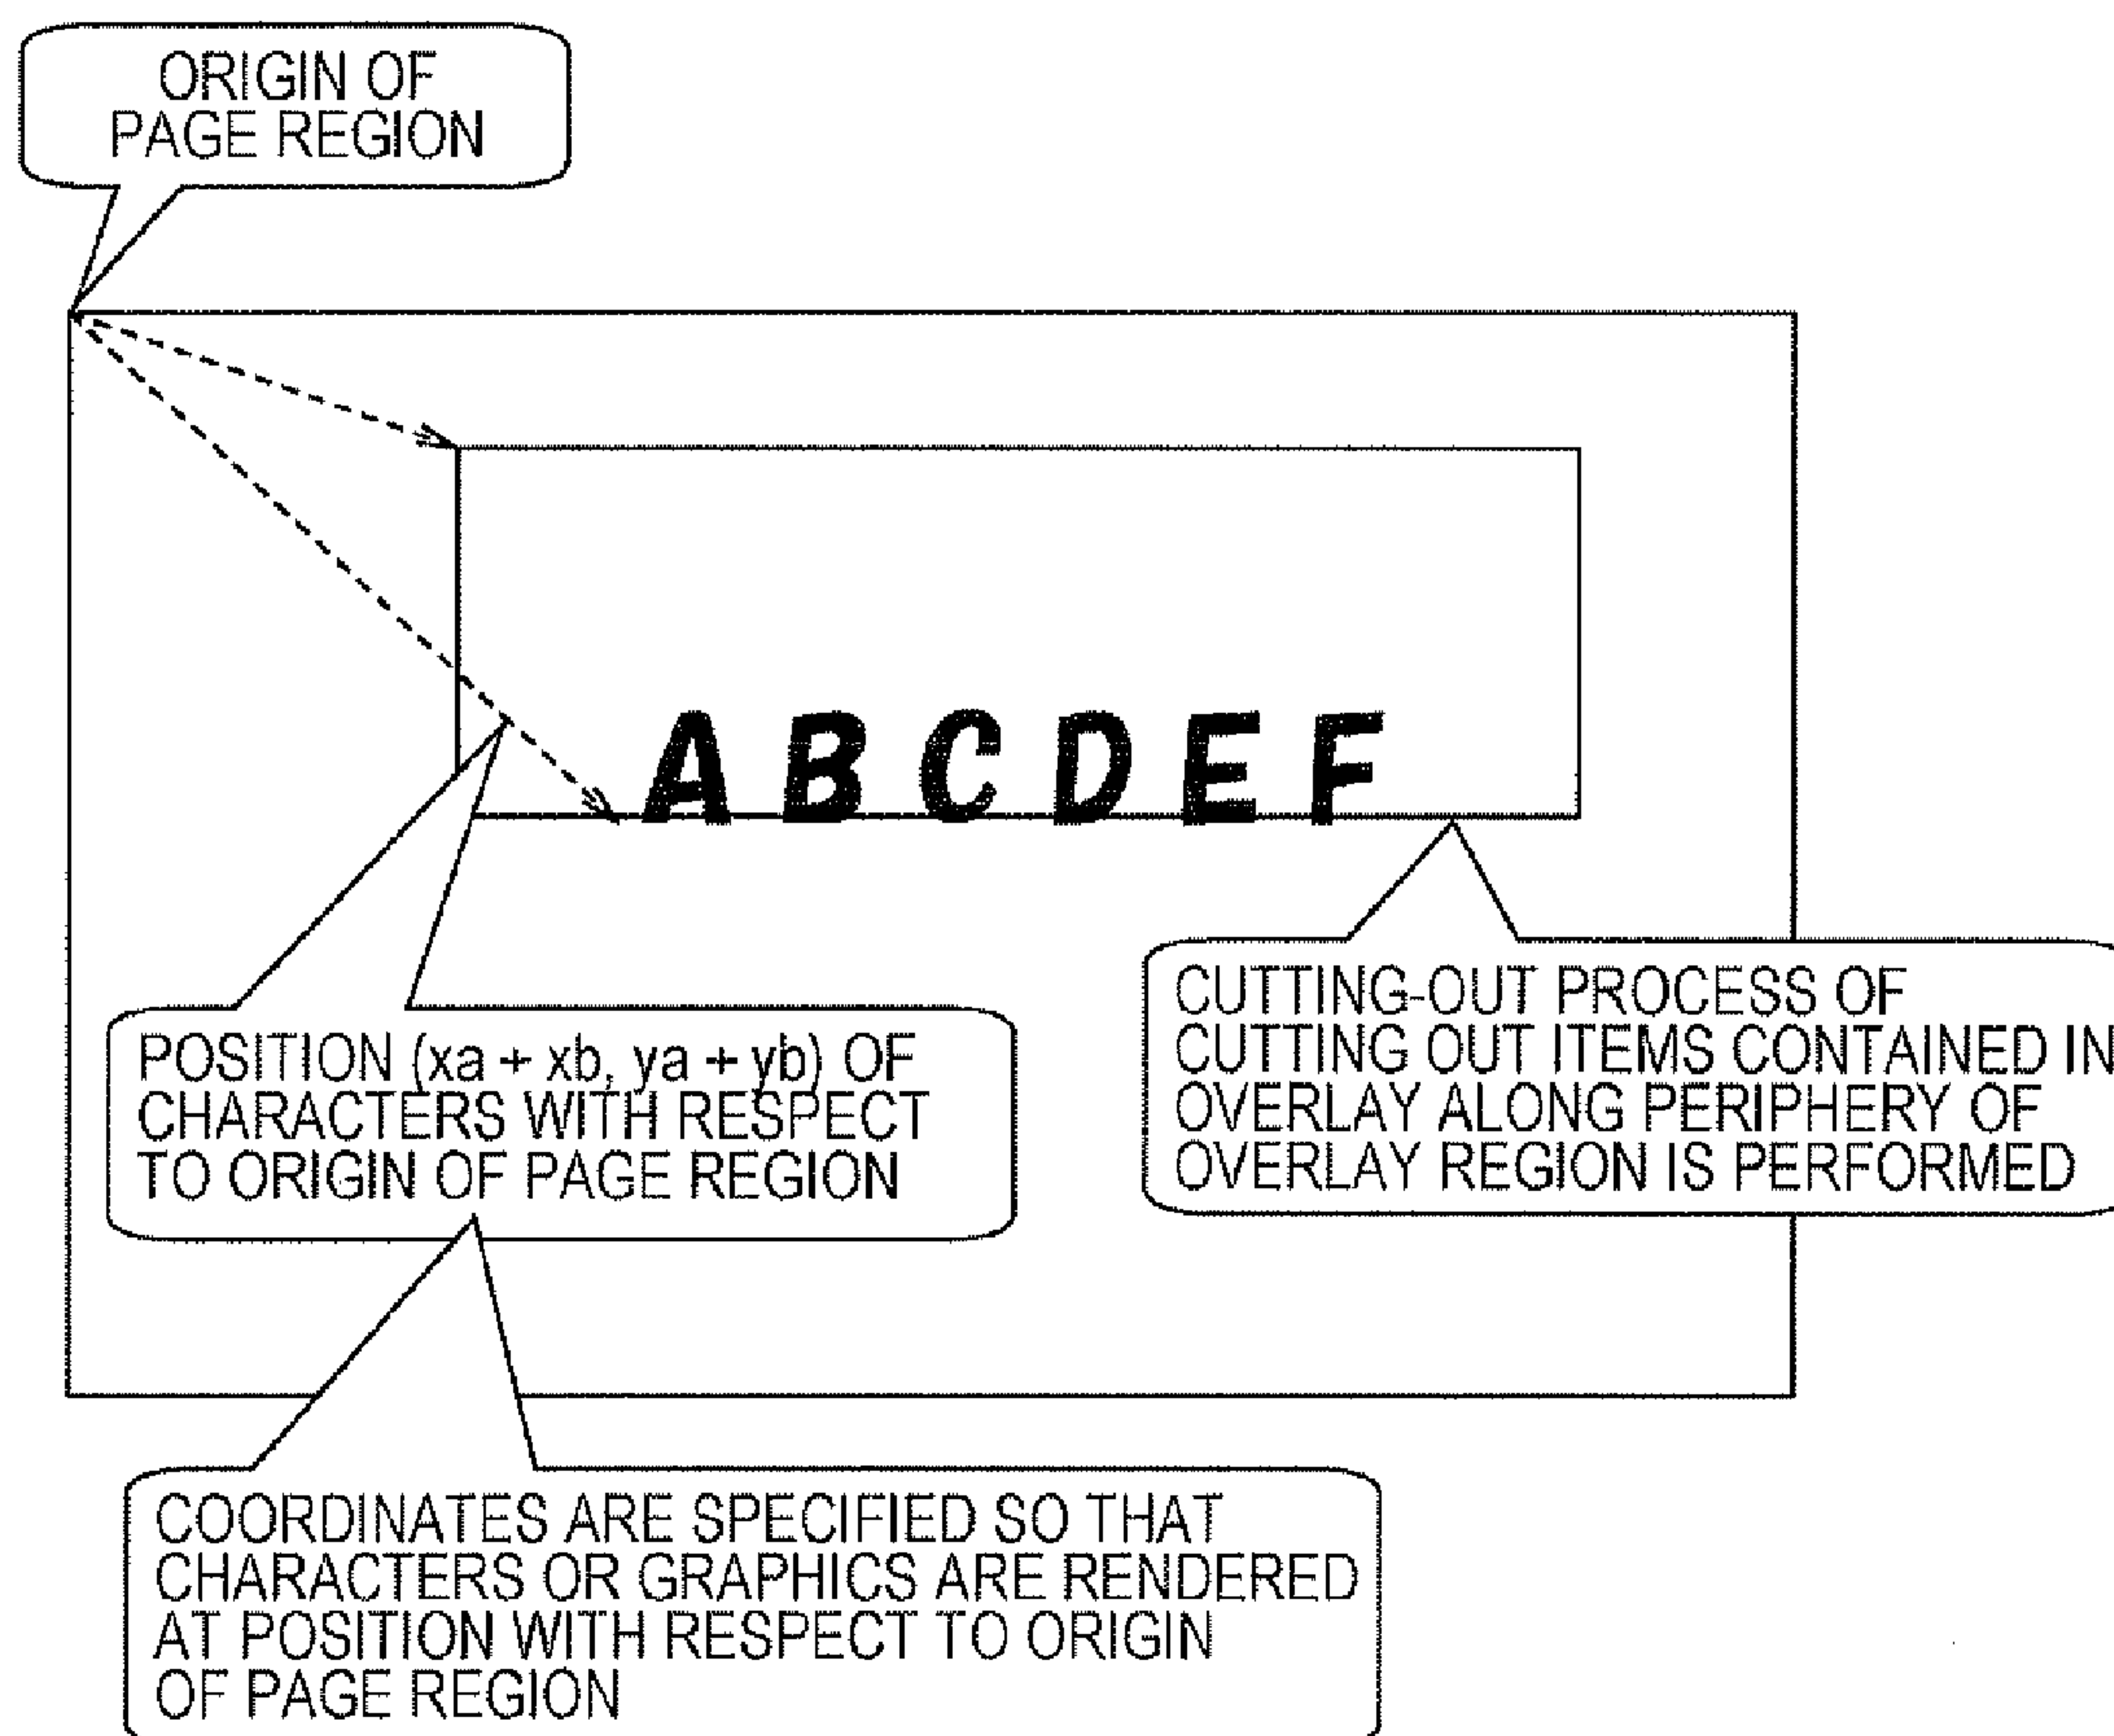 ORIGIN OF
PAGE REGION
A B C D E F
POSITION (xa + xb, ya + yb) OF
CHARACTERS WITH RESPECT
TO ORIGIN OF PAGE REGION
CUTTING-OUT PROCESS OF
CUTTING OUT ITEMS CONTAINED IN
OVERLAY ALONG PERIPHERY OF
OVERLAY REGION IS PERFORMED
COORDINATES ARE SPECIFIED SO THAT
CHARACTERS OR GRAPHICS ARE RENDERED
AT POSITION WITH RESPECT TO ORIGIN
OF PAGE REGION